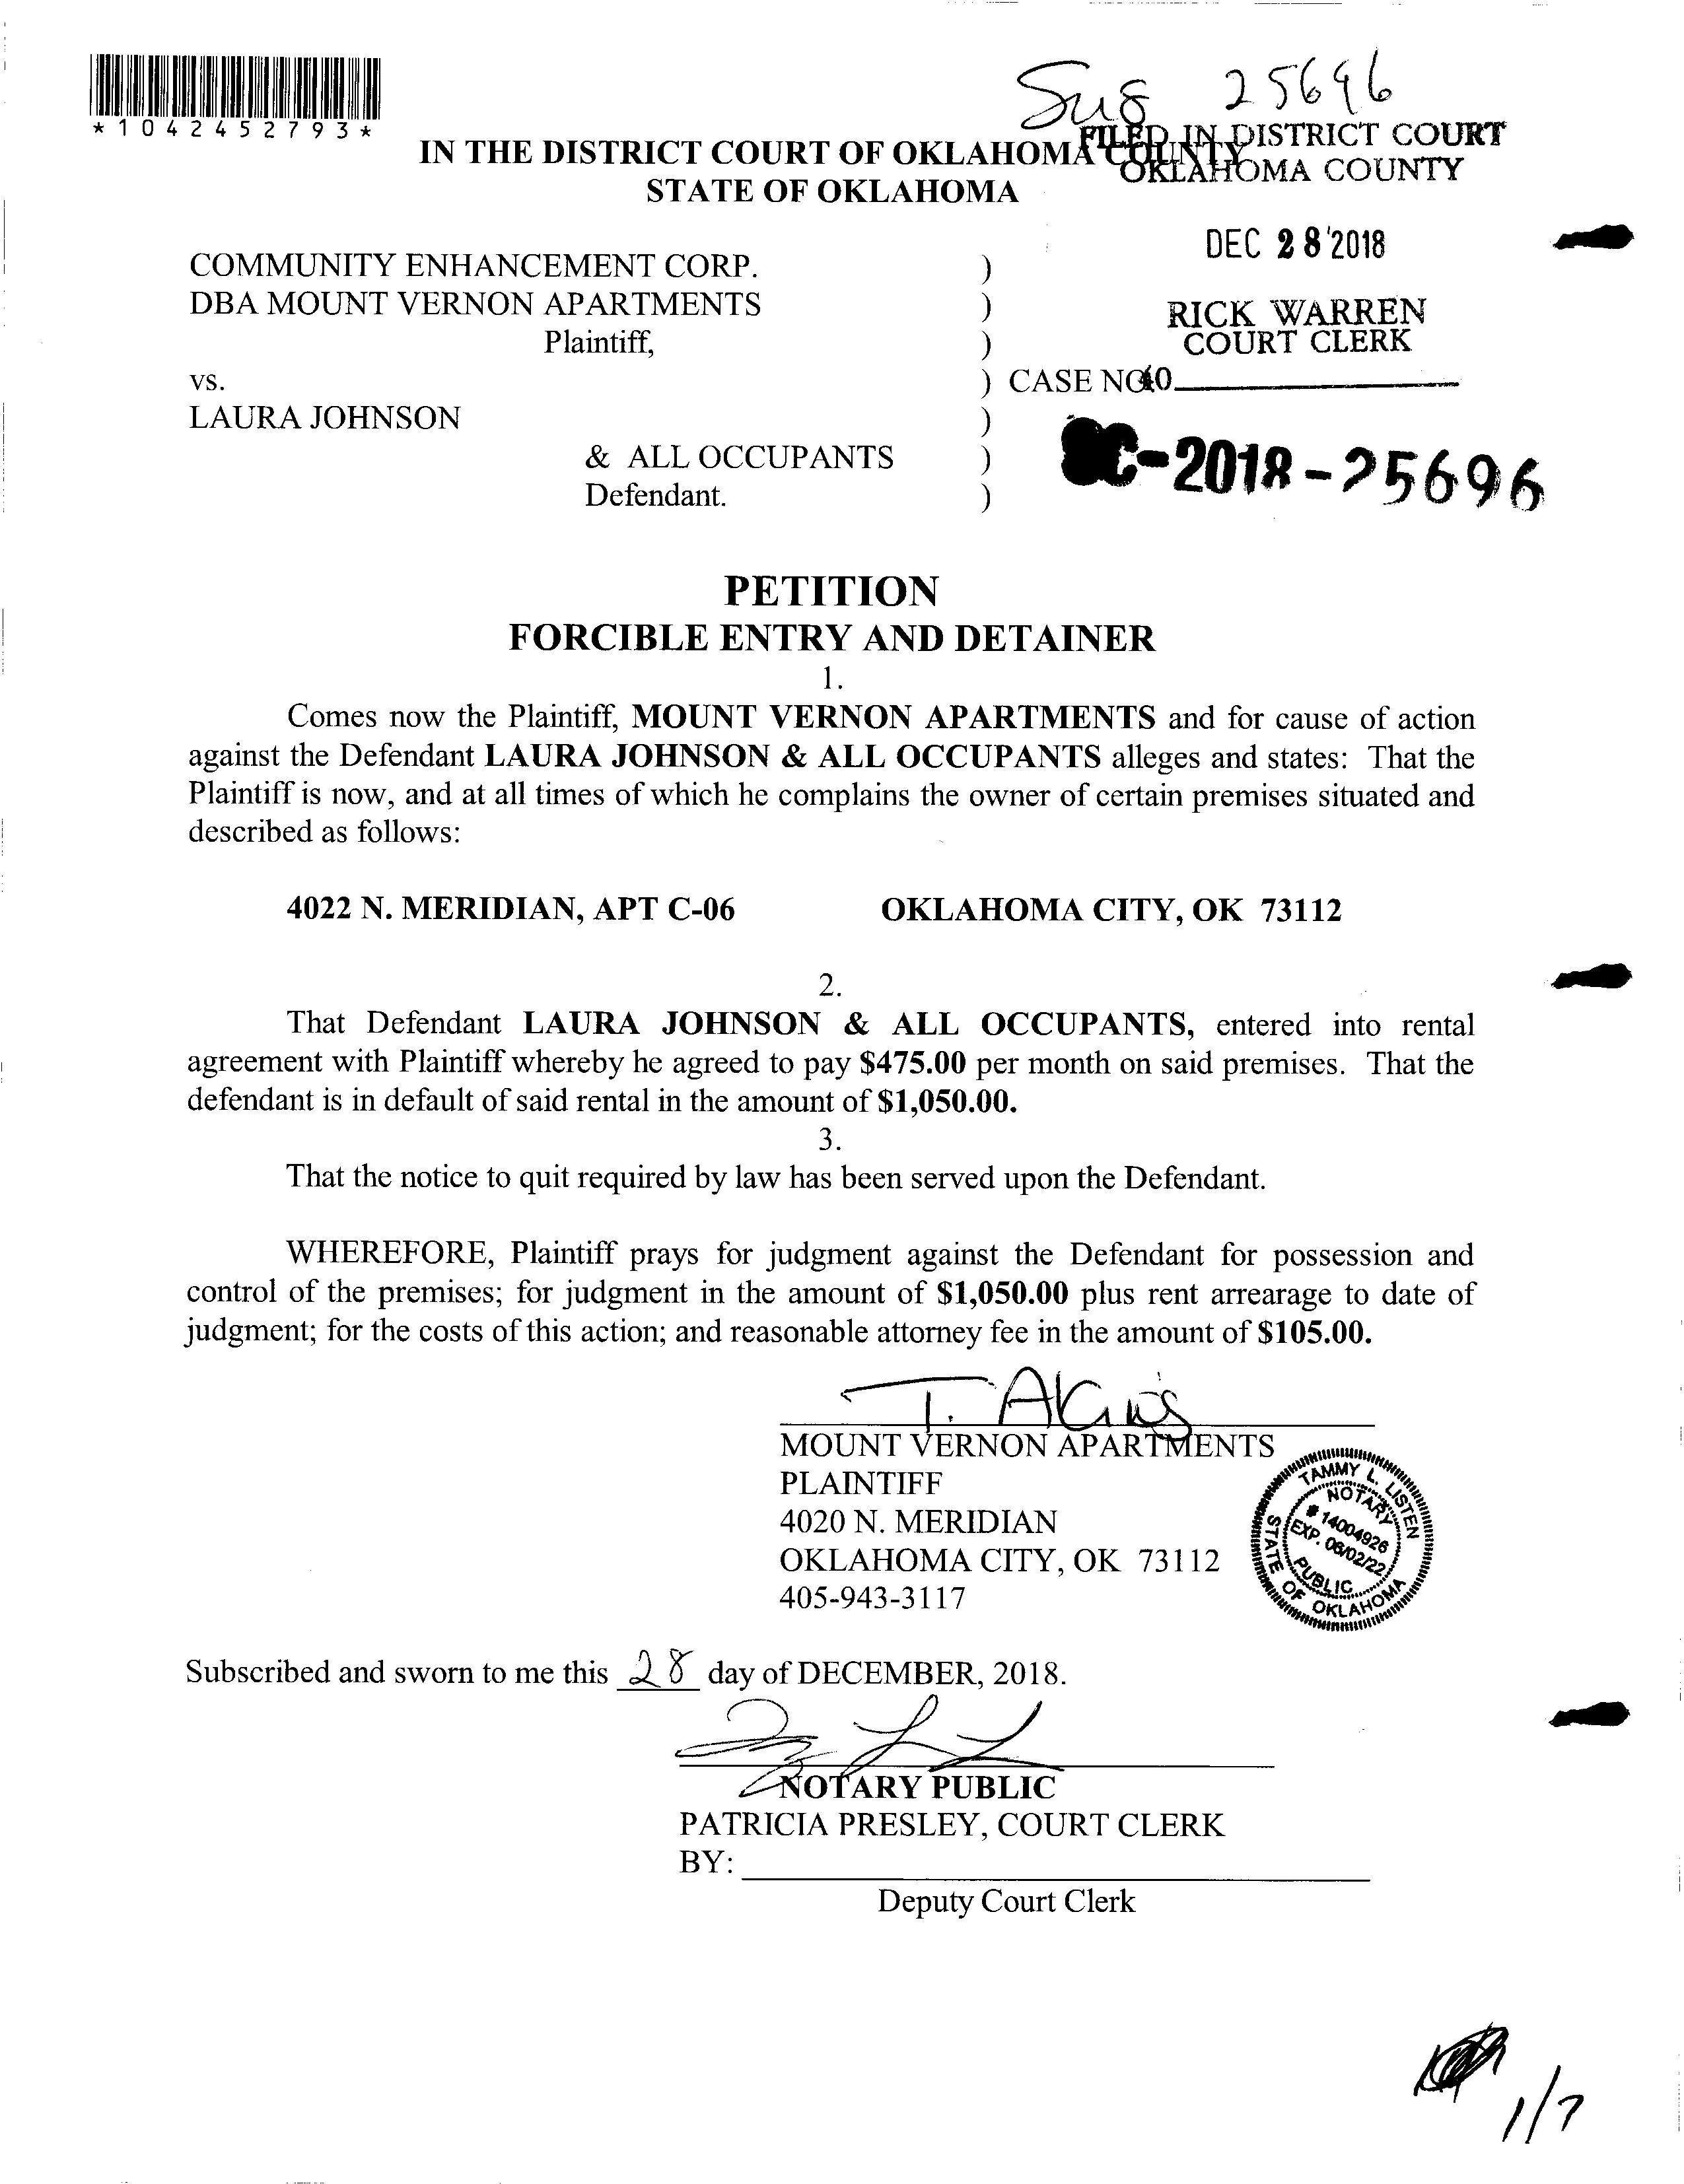 Sug 25696
*1042452793*
IN THE DISTRICT COURT OF OKLAHOMA COUNTY
STATE OF OKLAHOMA
FILED IN DISTRICT COURT
OKLAHOMA COUNTY
DEC 28 2018
RICK WARREN
COURT CLERK
COMMUNITY ENHANCEMENT CORP. )
DBA MOUNT VERNON APARTMENTS )
Plaintiff, )
vs. ) CASE NO.
40
LAURA JOHNSON )
& ALL OCCUPANTS )
Defendant. )
SC-2018-25696
PETITION
FORCIBLE ENTRY AND DETAINER
1.
Comes now the Plaintiff, MOUNT VERNON APARTMENTS and for cause of action
against the Defendant LAURA JOHNSON & ALL OCCUPANTS alleges and states: That the
Plaintiff is now, and at all times of which he complains the owner of certain premises situated and
described as follows:
4022 N. MERIDIAN, APT C-06 OKLAHOMA CITY, OK 73112
2.
That Defendant LAURA JOHNSON & ALL OCCUPANTS, entered into rental
agreement with Plaintiff whereby he agreed to pay $475.00 per month on said premises. That the
defendant is in default of said rental in the amount of $1,050.00.
3.
That the notice to quit required by law has been served upon the Defendant.
WHEREFORE, Plaintiff prays for judgment against the Defendant for possession and
control of the premises; for judgment in the amount of $1,050.00 plus rent arrearage to date of
judgment; for the costs of this action; and reasonable attorney fee in the amount of $105.00.
T. Akins
MOUNT VERNON APARTMENTS
PLAINTIFF
4020 N. MERIDIAN
OKLAHOMA CITY, OK 73112
405-943-3117
TAMMY L. LISTEN
NOTARY
# 14004926
EXP. 06/02/22
PUBLIC
STATE OF OKLAHOMA
Subscribed and sworn to me this 28 day of DECEMBER, 2018.
NOTARY PUBLIC
PATRICIA PRESLEY, COURT CLERK
BY:
Deputy Court Clerk
1/7